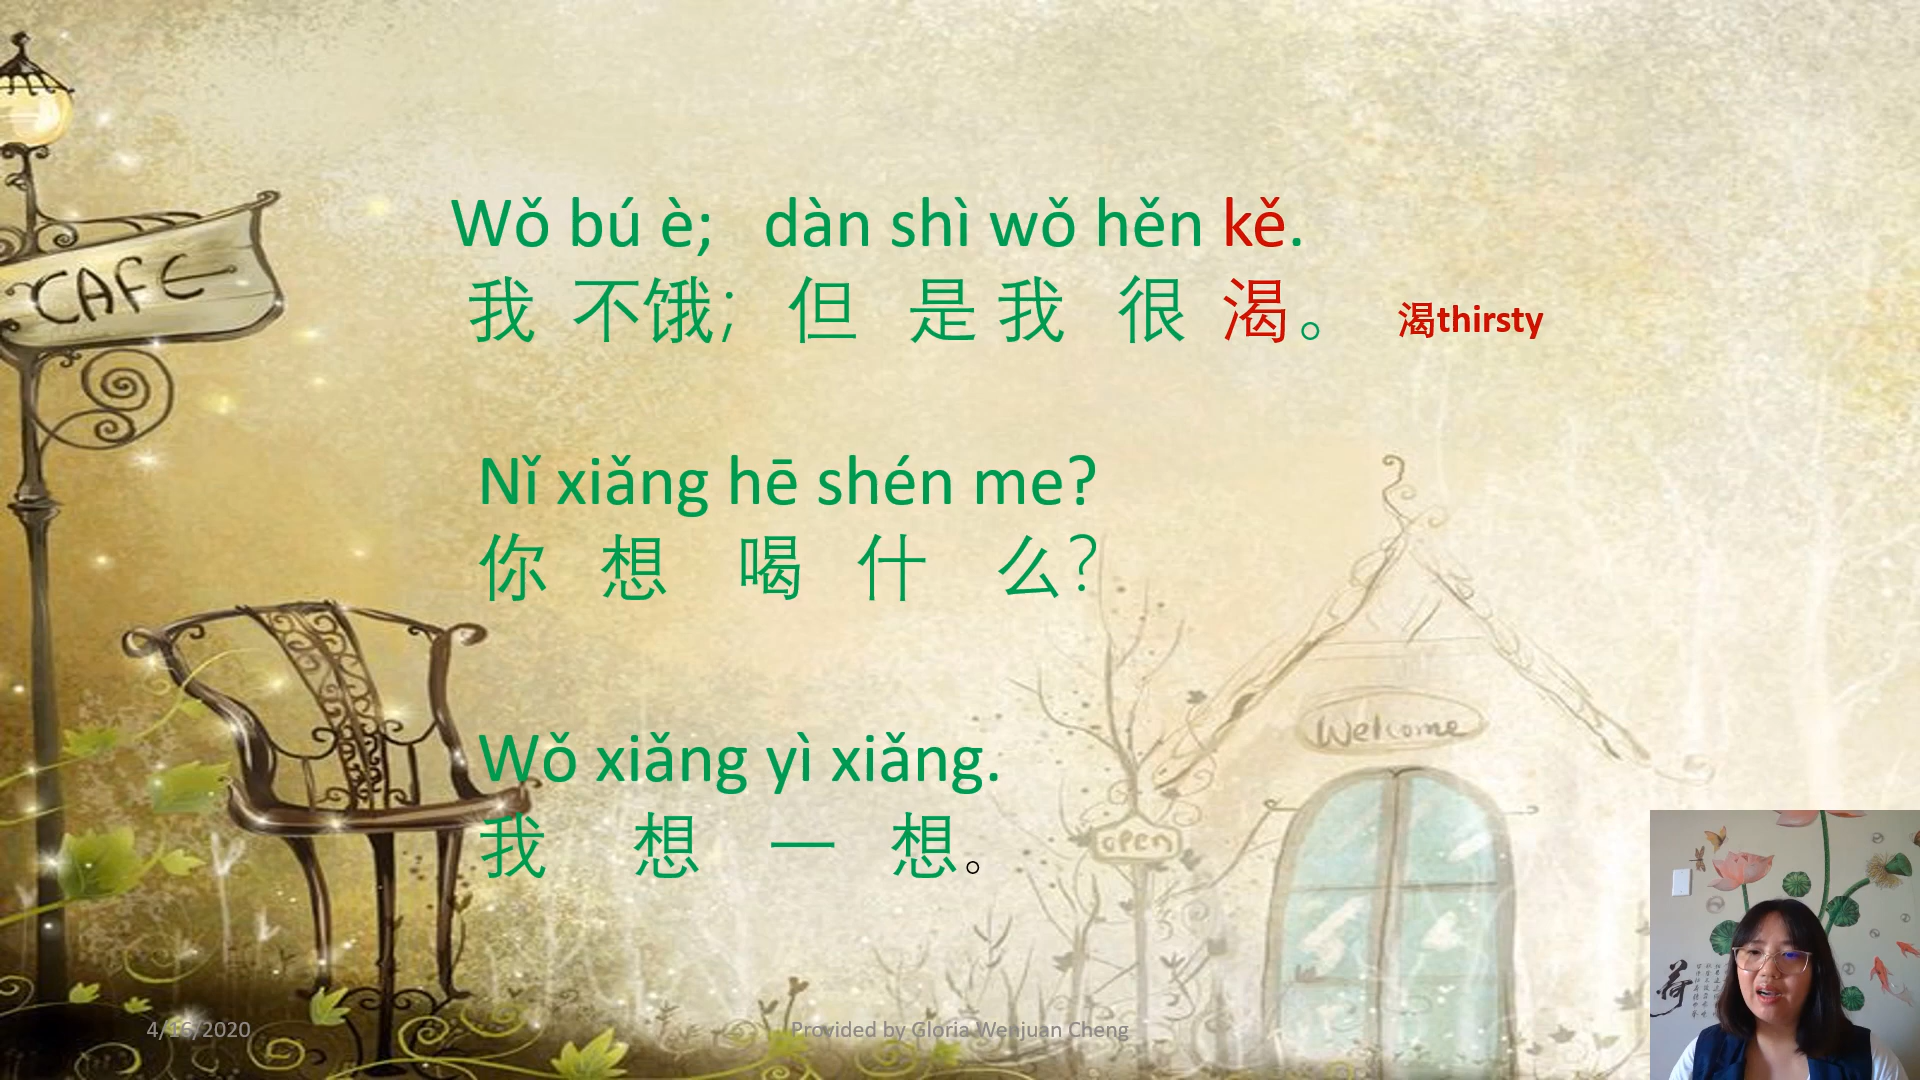 CAFE
Wǒ bú è; dàn shì wǒ hěn kě.
我 不饿; 但 是 我 很 渴。 渴thirsty
Nǐ xiǎng hē shén me?
你 想 喝 什 么?
Welcome
Wǒ xiǎng yì xiǎng.
我 想 一 想。
open
荷
4/16/2020
Provided by Gloria Wenjuan Cheng